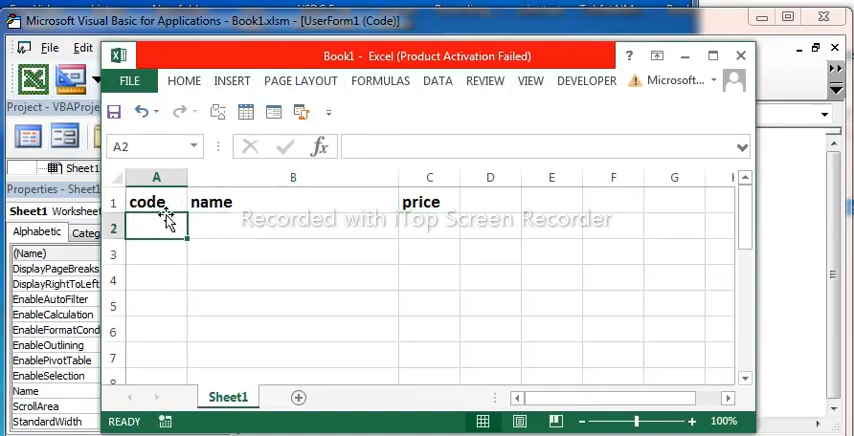 Microsoft Visual Basic for Applications - Book1.xlsm - [UserForm1 (Code)]
File Edit
Book1 - Excel (Product Activation Failed)
FILE HOME INSERT PAGE LAYOUT FORMULAS DATA REVIEW VIEW DEVELOPER Microsoft...
Project - VBAProje
A2
Sheet1
A B C D E F G
Properties - Sheet1
1 code name price
Sheet1 Worksheet
Recorded with iTop Screen Recorder
2
Alphabetic Categ
(Name)
3
DisplayPageBreaks
DisplayRightToLeft
4
EnableAutoFilter
5
EnableCalculation
EnableFormatCond
6
EnableOutlining
EnablePivotTable
7
EnableSelection
8
Name
Sheet1
ScrollArea
StandardWidth
READY
100%